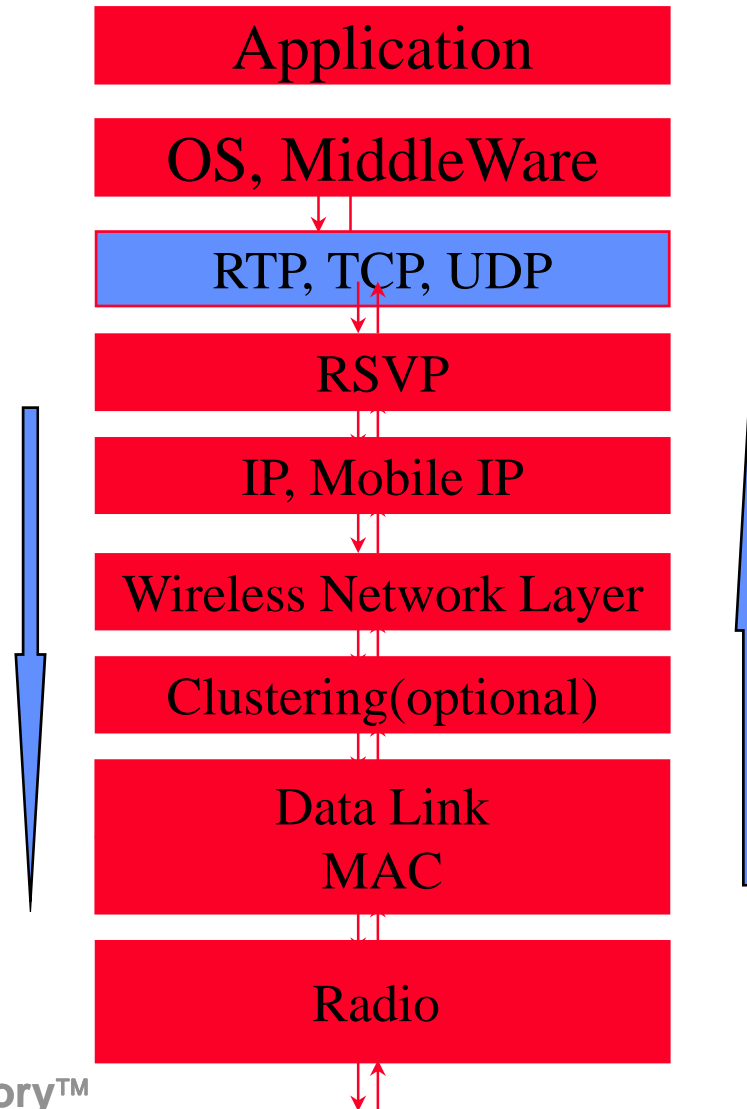 Application
OS, MiddleWare
RTP, TCP, UDP
RSVP
IP, Mobile IP
Wireless Network Layer
Clustering(optional)
Data Link
MAC
Radio
ory™